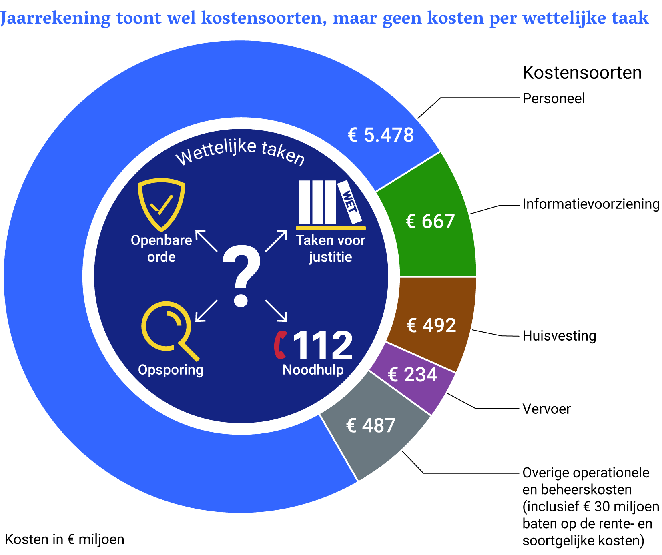 Jaarrekening toont wel kostensoorten, maar geen kosten per wettelijke taak
Kostensoorten
Personeel
€ 5.478
Wettelijke taken
WET
Openbare
orde
Taken voor
justitie
?
Opsporing
112
Noodhulp
€ 667
Informatievoorziening
€ 492
Huisvesting
€ 234
Vervoer
€ 487
Overige operationele
en beheerskosten
(inclusief € 30 miljoen
baten op de rente- en
soortgelijke kosten)
Kosten in € miljoen